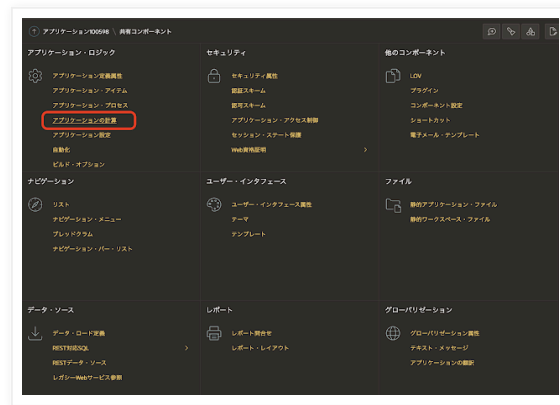 アプリケーション100598 \ 共有コンポーネント
アプリケーション・ロジック
アプリケーション定義属性
アプリケーション・アイテム
アプリケーション・プロセス
アプリケーションの計算
アプリケーション設定
自動化
ビルド・オプション
セキュリティ
セキュリティ属性
認証スキーム
認可スキーム
アプリケーション・アクセス制御
セッション・ステート保護
Web資格証明
他のコンポーネント
LOV
プラグイン
コンポーネント設定
ショートカット
電子メール・テンプレート
ナビゲーション
リスト
ナビゲーション・メニュー
ブレッドクラム
ナビゲーション・バー・リスト
ユーザー・インタフェース
ユーザー・インタフェース属性
テーマ
テンプレート
ファイル
静的アプリケーション・ファイル
静的ワークスペース・ファイル
データ・ソース
データ・ロード定義
REST対応SQL
RESTデータ・ソース
レガシーWebサービス参照
レポート
レポート問合せ
レポート・レイアウト
グローバリゼーション
グローバリゼーション属性
テキスト・メッセージ
アプリケーションの翻訳